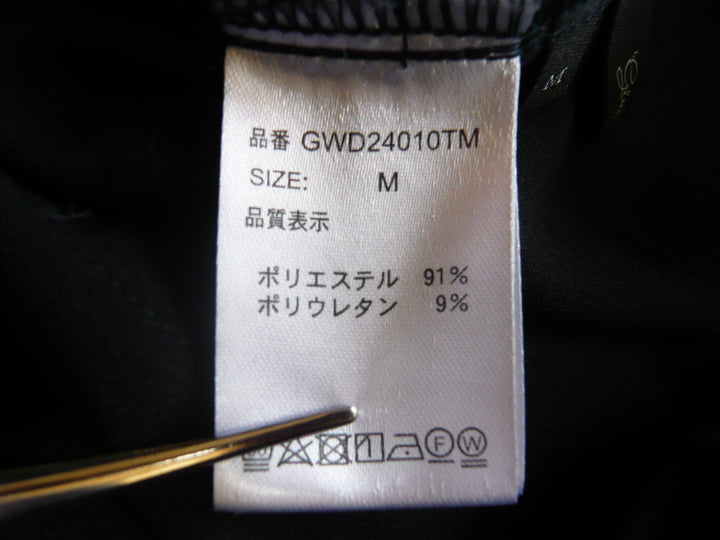 品番 GWD24010TM
SIZE: M
品質表示
ポリエステル 91%
ポリウレタン 9%
F W
M